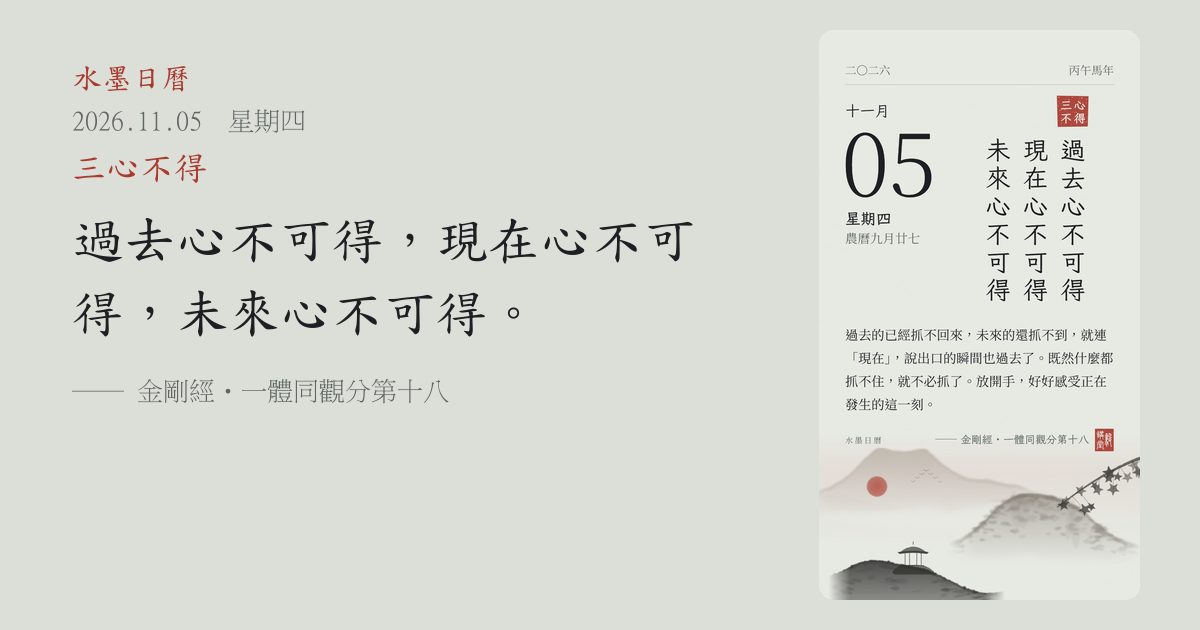 水墨日曆
2026.11.05 星期四
三心不得
過去心不可得，現在心不可
得，未來心不可得。
—— 金剛經・一體同觀分第十八
二〇二六
丙午馬年
十一月
05
星期四
農曆九月廿七
三心不得
過去心不可得
現在心不可得
未來心不可得
過去的已經抓不回來，未來的還抓不到，就連
「現在」，說出口的瞬間也過去了。既然什麼都
抓不住，就不必抓了。放開手，好好感受正在
發生的這一刻。
水墨日曆
—— 金剛經・一體同觀分第十八